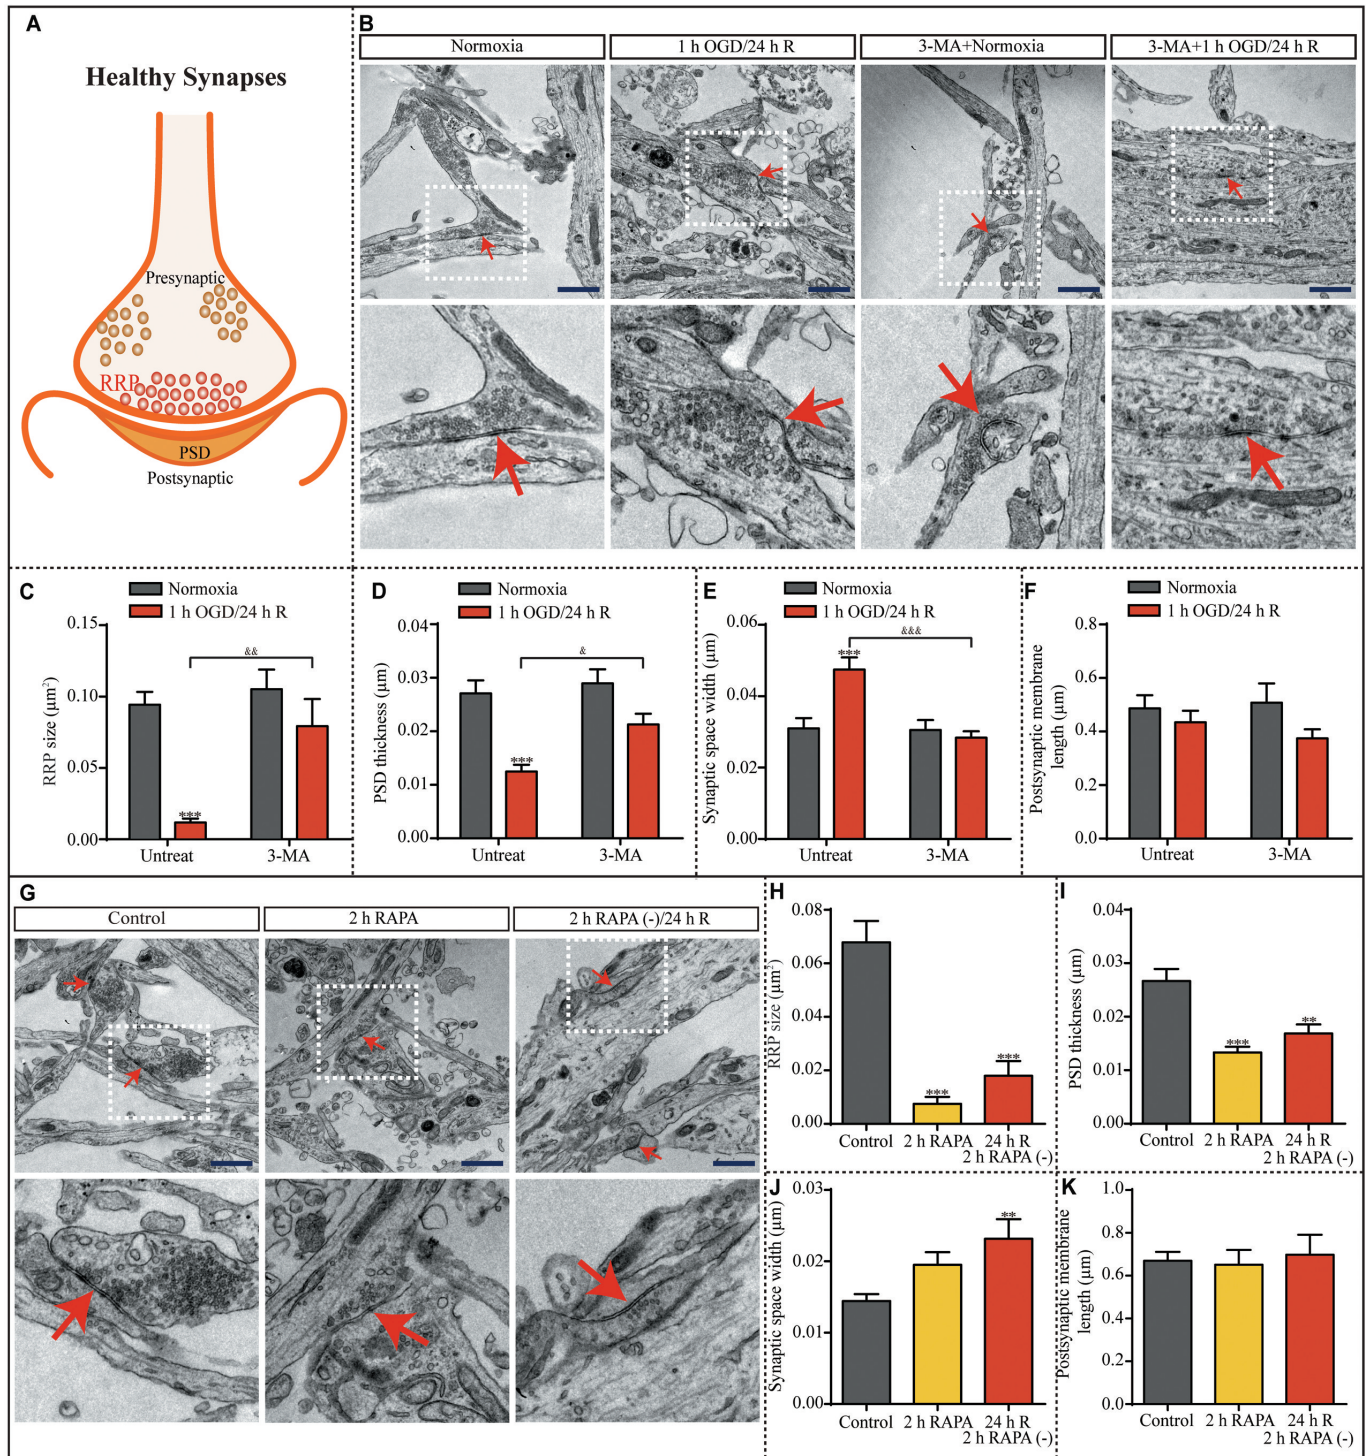 A
Healthy Synapses
Presynaptic
RRP
PSD
Postsynaptic
B
Normoxia
1 h OGD/24 h R
3-MA+Normoxia
3-MA+1 h OGD/24 h R
C
Normoxia
1 h OGD/24 h R
RRP size (μm²)
0.15
0.10
0.05
0.00
&&
***
Untreat
3-MA
D
Normoxia
1 h OGD/24 h R
PSD thickness (μm)
0.04
0.03
0.02
0.01
0.00
&
***
Untreat
3-MA
E
Normoxia
1 h OGD/24 h R
Synaptic space width (μm)
0.06
0.04
0.02
0.00
&&&
***
Untreat
3-MA
F
Normoxia
1 h OGD/24 h R
Postsynaptic membrane
length (μm)
0.8
0.6
0.4
0.2
0.0
Untreat
3-MA
G
Control
2 h RAPA
2 h RAPA (-)/24 h R
H
RRP size (μm²)
0.08
0.06
0.04
0.02
0.00
***
***
Control
2 h RAPA
24 h R
2 h RAPA (-)
I
PSD thickness (μm)
0.04
0.03
0.02
0.01
0.00
***
**
Control
2 h RAPA
24 h R
2 h RAPA (-)
J
Synaptic space width (μm)
0.03
0.02
0.01
0.00
**
Control
2 h RAPA
24 h R
2 h RAPA (-)
K
Postsynaptic membrane
length (μm)
1.0
0.8
0.6
0.4
0.2
0.0
Control
2 h RAPA
24 h R
2 h RAPA (-)